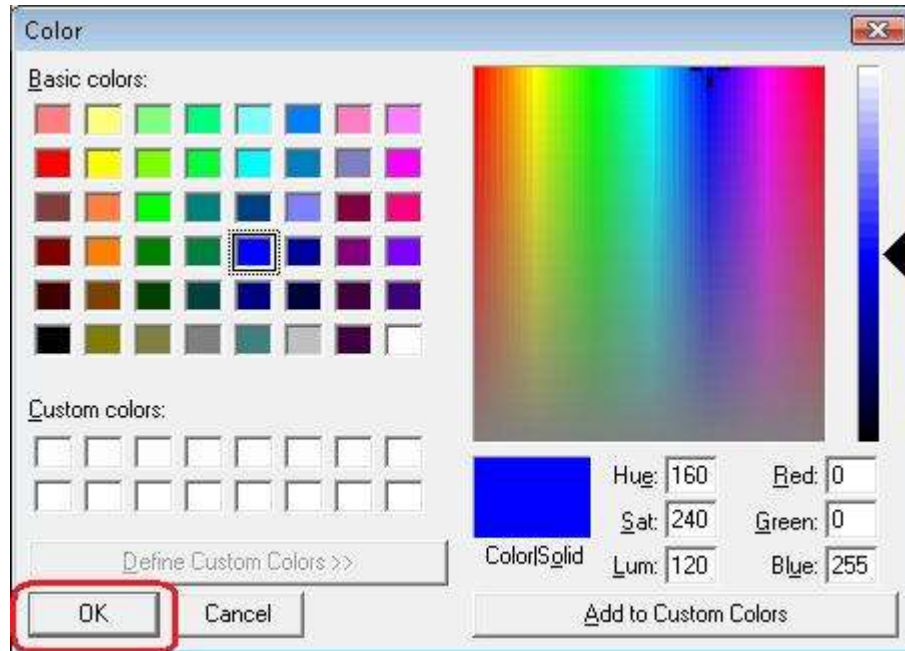 Color
Basic colors:
Custom colors:
Define Custom Colors >>
OK Cancel
Color|Solid
Hue: 160 Red: 0
Sat: 240 Green: 0
Lum: 120 Blue: 255
Add to Custom Colors